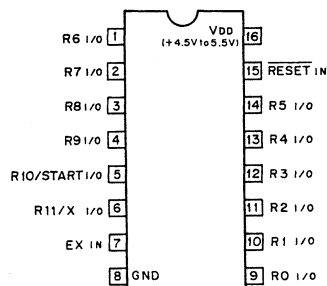 R6 I/O 1
R7 I/O 2
R8 I/O 3
R9 I/O 4
R10/START I/O 5
R11/X I/O 6
EX IN 7
8 GND
VDD 16
(+4.5V to 5.5V)
15 RESET IN
14 R5 I/O
13 R4 I/O
12 R3 I/O
11 R2 I/O
10 R1 I/O
9 R0 I/O